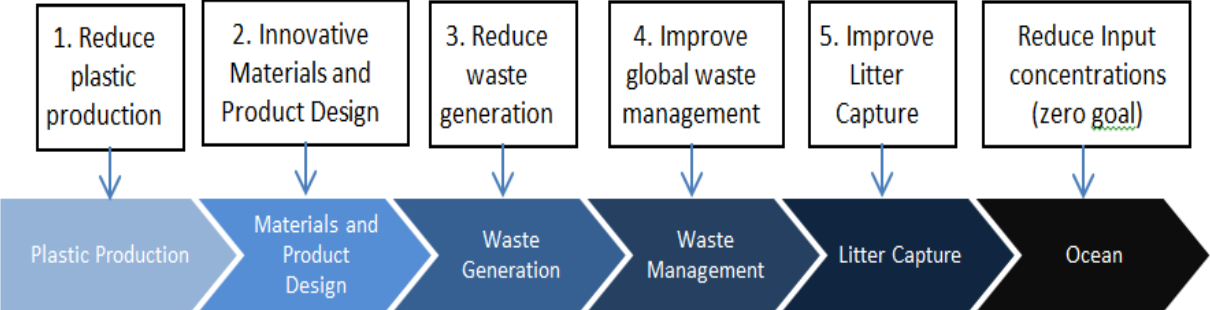 1. Reduce
plastic
production
2. Innovative
Materials and
Product Design
3. Reduce
waste
generation
4. Improve
global waste
management
5. Improve
Litter
Capture
Reduce Input
concentrations
(zero goal)
Plastic Production
Materials and
Product
Design
Waste
Generation
Waste
Management
Litter Capture
Ocean